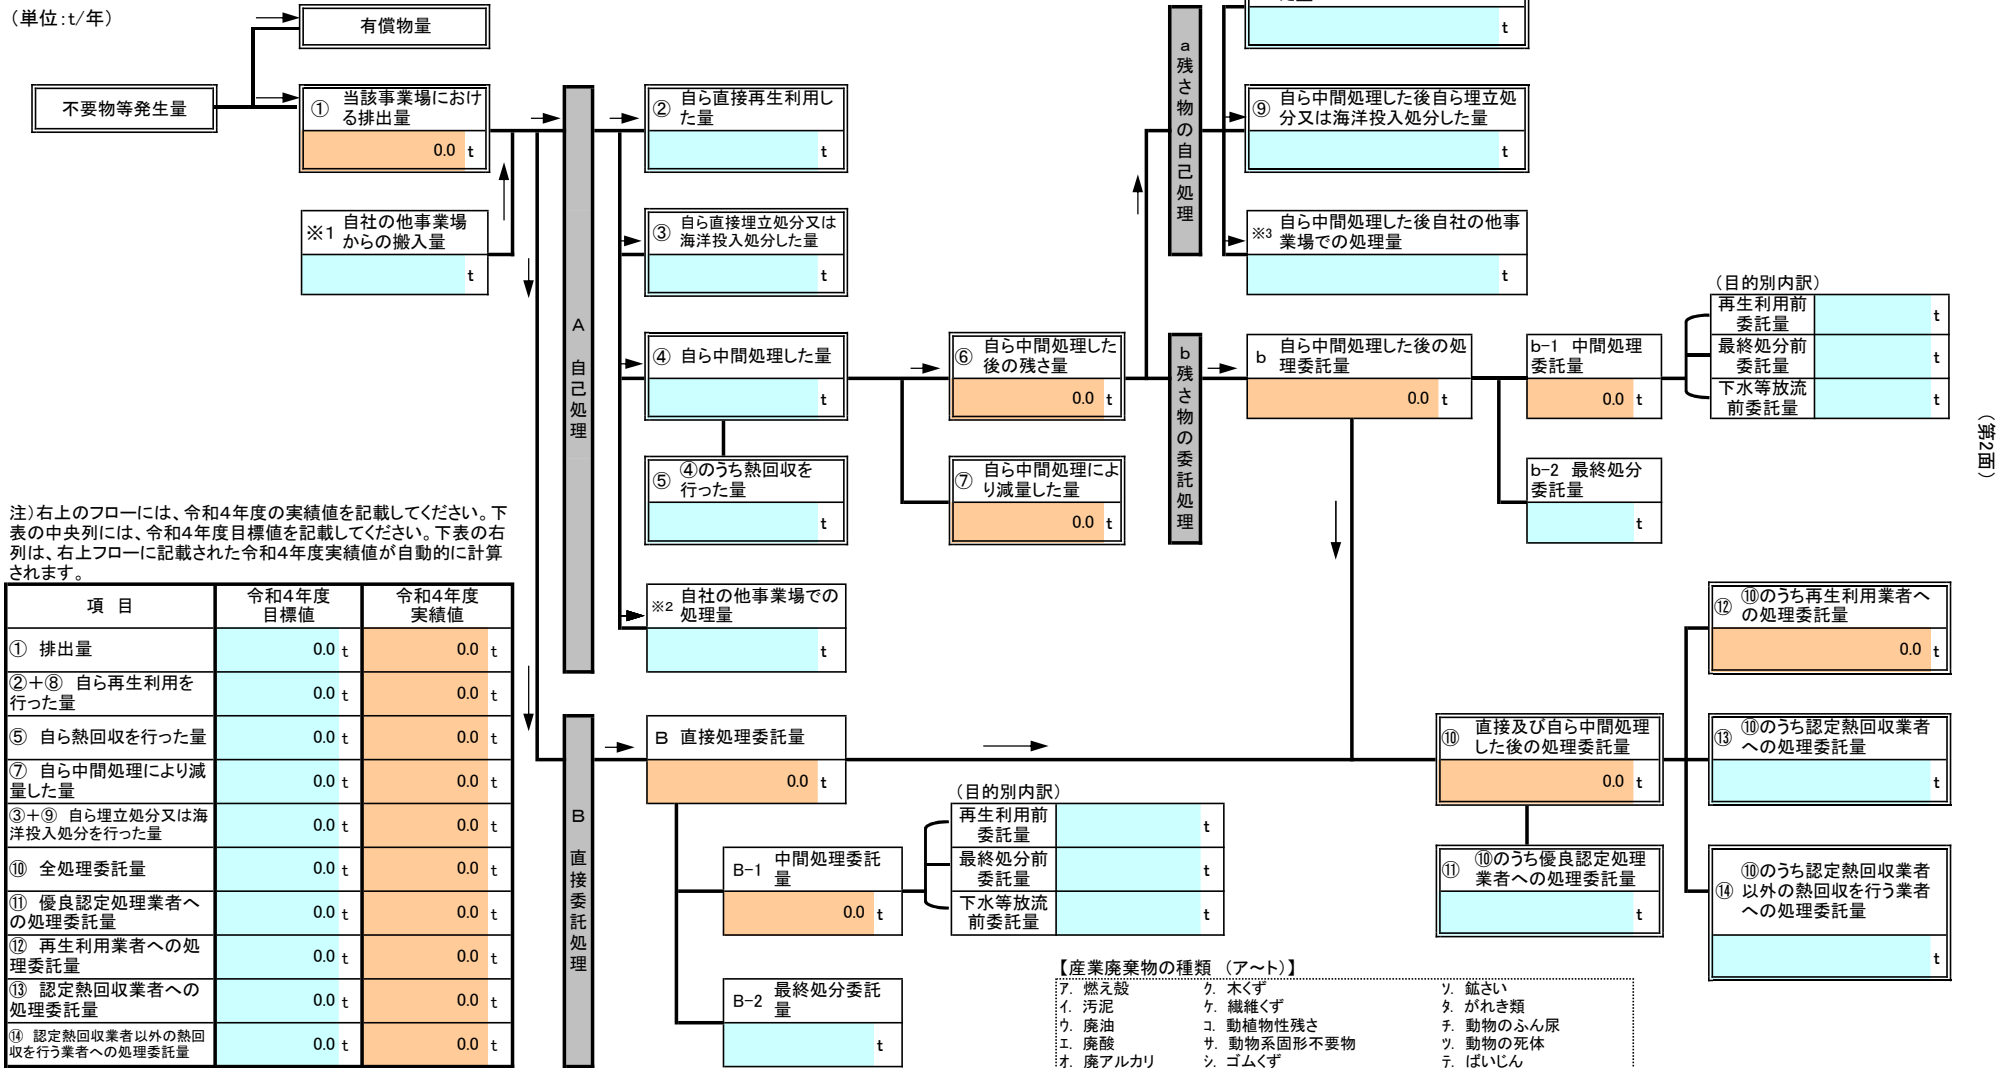 （単位：t/年）
有償物量
不要物等発生量
① 当該事業場におけ
る排出量
0.0 t
※1 自社の他事業場
からの搬入量
t
A 自己処理
② 自ら直接再生利用し
た量
t
③ 自ら直接埋立処分又は
海洋投入処分した量
t
④ 自ら中間処理した量
t
⑤ ④のうち熱回収を
行った量
t
※2 自社の他事業場での
処理量
t
⑥ 自ら中間処理した
後の残さ量
0.0 t
⑦ 自ら中間処理によ
り減量した量
0.0 t
a 残さ物の自己処理
t
⑨ 自ら中間処理した後自ら埋立処
分又は海洋投入処分した量
t
※3 自ら中間処理した後自社の他事
業場での処理量
t
b 残さ物の委託処理
b 自ら中間処理した後の処
理委託量
0.0 t
b-1 中間処理
委託量
0.0 t
b-2 最終処分
委託量
t
（目的別内訳）
再生利用前
委託量
t
最終処分前
委託量
t
下水等放流
前委託量
t
（第2面）
注）右上のフローには、令和4年度の実績値を記載してください。下
表の中央列には、令和4年度目標値を記載してください。下表の右
列は、右上フローに記載された令和4年度実績値が自動的に計算
されます。
項 目 令和4年度
目標値 令和4年度
実績値
① 排出量 0.0 t 0.0 t
②＋⑧ 自ら再生利用を
行った量 0.0 t 0.0 t
⑤ 自ら熱回収を行った量 0.0 t 0.0 t
⑦ 自ら中間処理により減
量した量 0.0 t 0.0 t
③＋⑨ 自ら埋立処分又は海
洋投入処分を行った量 0.0 t 0.0 t
⑩ 全処理委託量 0.0 t 0.0 t
⑪ 優良認定処理業者へ
の処理委託量 0.0 t 0.0 t
⑫ 再生利用業者への処
理委託量 0.0 t 0.0 t
⑬ 認定熱回収業者への
処理委託量 0.0 t 0.0 t
⑭ 認定熱回収業者以外の熱回
収を行う業者への処理委託量 0.0 t 0.0 t
B 直接委託処理
B 直接処理委託量
0.0 t
B-1 中間処理委託
量
0.0 t
B-2 最終処分委託
量
t
（目的別内訳）
再生利用前
委託量
t
最終処分前
委託量
t
下水等放流
前委託量
t
⑩ 直接及び自ら中間処理
した後の処理委託量
0.0 t
⑪ ⑩のうち優良認定処理
業者への処理委託量
t
⑫ ⑩のうち再生利用業者へ
の処理委託量
0.0 t
⑬ ⑩のうち認定熱回収業者
への処理委託量
t
⑭ ⑩のうち認定熱回収業者
以外の熱回収を行う業者
への処理委託量
t
【産業廃棄物の種類 （ア～ト）】
ｱ. 燃え殻 ｸ. 木くず ｿ. 鉱さい
ｲ. 汚泥 ｹ. 繊維くず ﾀ. がれき類
ｳ. 廃油 ｺ. 動植物性残さ ﾁ. 動物のふん尿
ｴ. 廃酸 ｻ. 動物系固形不要物 ﾂ. 動物の死体
ｵ. 廃アルカリ ｼ. ゴムくず ﾃ. ばいじん